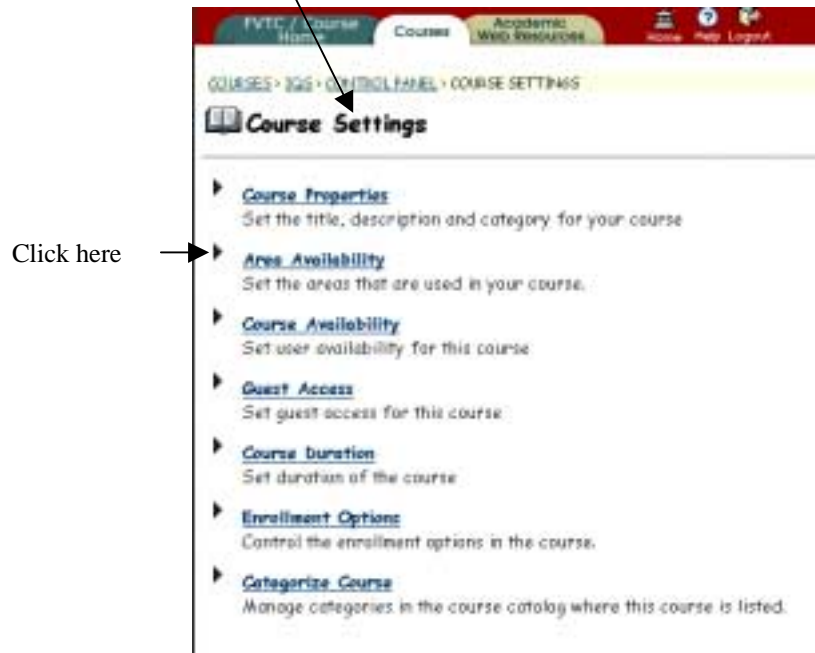 FVTC / Course Home
Courses
Academic Web Resources
Home Help Logout
COURSES > IQS > CONTROL PANEL > COURSE SETTINGS
Course Settings
Course Properties
Set the title, description and category for your course
Click here
Area Availability
Set the areas that are used in your course.
Course Availability
Set user availability for this course
Guest Access
Set guest access for this course
Course Duration
Set duration of the course
Enrollment Options
Control the enrollment options in the course.
Categorize Course
Manage categories in the course catalog where this course is listed.